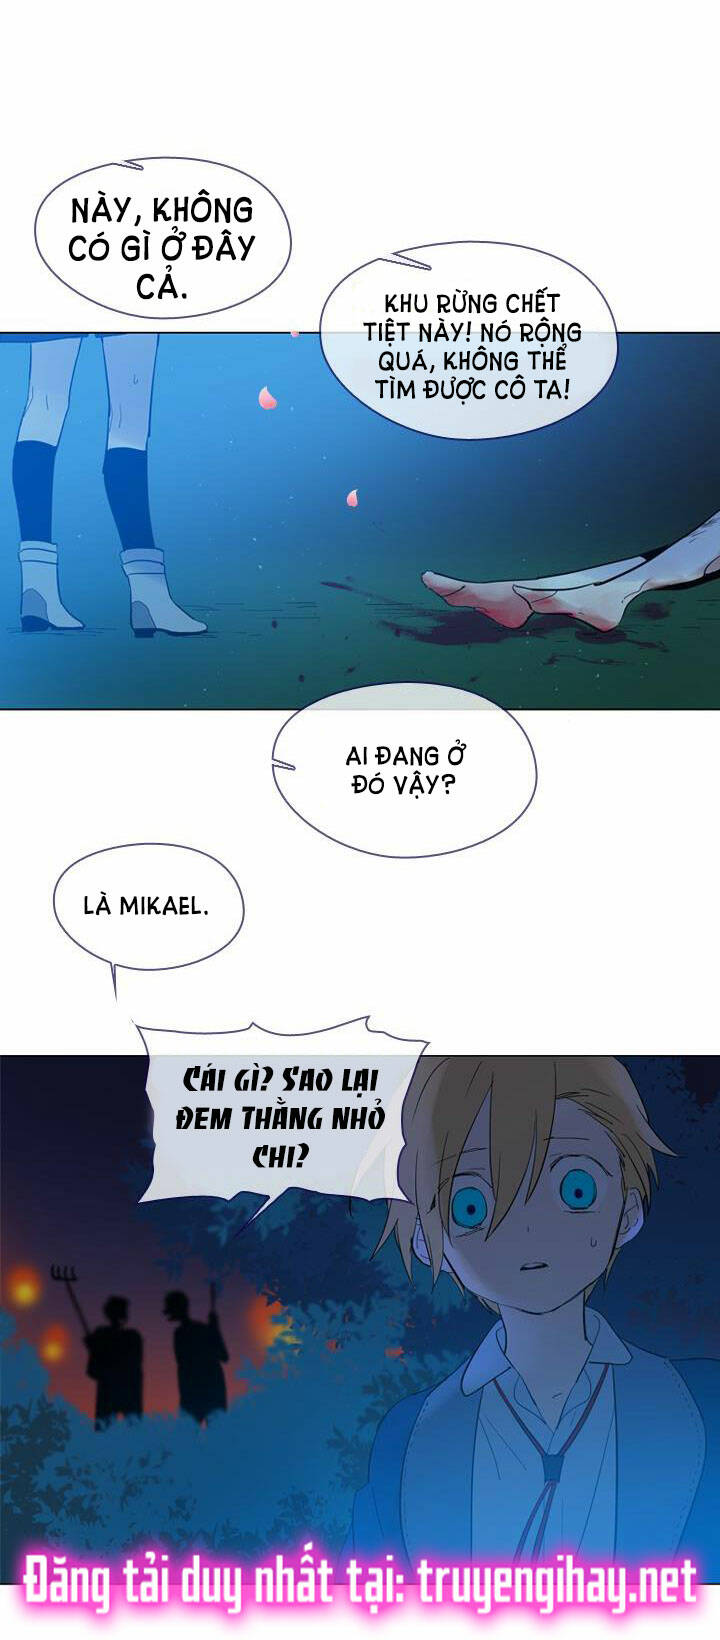 NÀY, KHÔNG
CÓ GÌ Ở ĐÂY
CẢ.
KHU RỪNG CHẾT
TIỆT NÀY! NÓ RỘNG
QUÁ, KHÔNG THỂ
TÌM ĐƯỢC CÔ TA!
AI ĐANG Ở
ĐÓ VẬY?
LÀ MIKAEL.
CÁI GÌ? SAO LẠI
ĐEM THẰNG NHỎ
CHI?
Đăng tải duy nhất tại: truyengihay.net